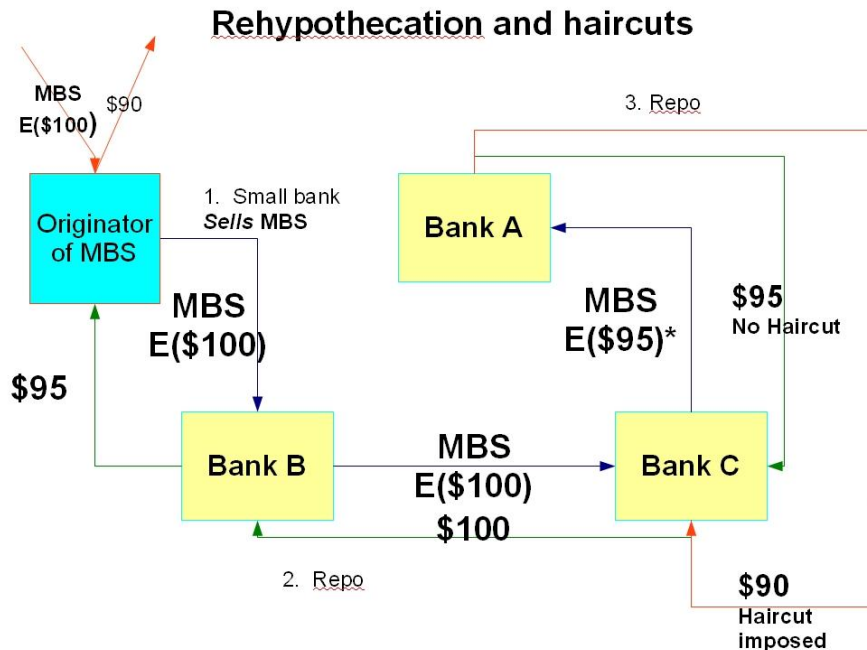 Rehypothecation and haircuts
MBS
E($100)
$90
3. Repo
Originator
of MBS
1. Small bank
Sells MBS
Bank A
MBS
E($100)
MBS
E($95)*
$95
No Haircut
$95
Bank B
MBS
E($100)
$100
Bank C
2. Repo
$90
Haircut
imposed